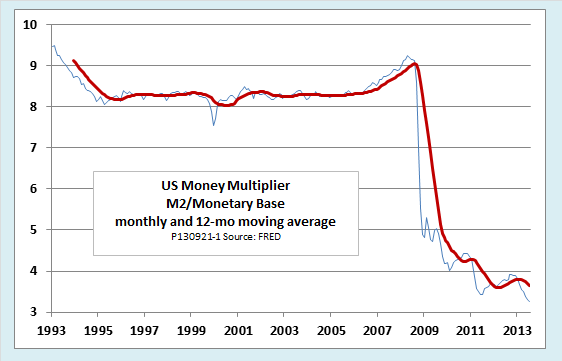 10
9
8
7
6
5
4
3
US Money Multiplier
M2/Monetary Base
monthly and 12-mo moving average
P130921-1 Source: FRED
1993 1995 1997 1999 2001 2003 2005 2007 2009 2011 2013